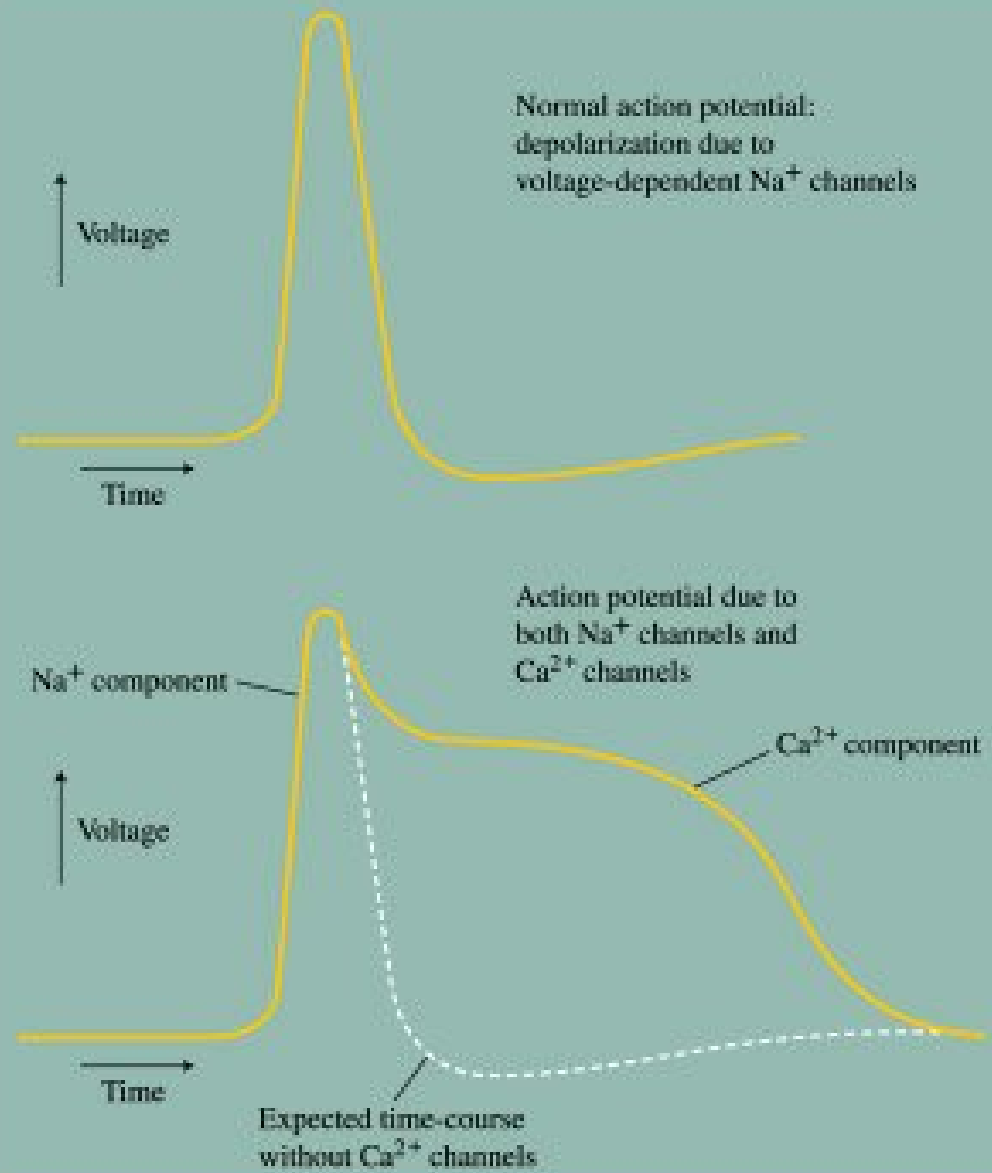 Normal action potential:
depolarization due to
voltage-dependent Na⁺ channels
Voltage
Time
Action potential due to
both Na⁺ channels and
Ca²⁺ channels
Na⁺ component
Ca²⁺ component
Voltage
Time
Expected time-course
without Ca²⁺ channels